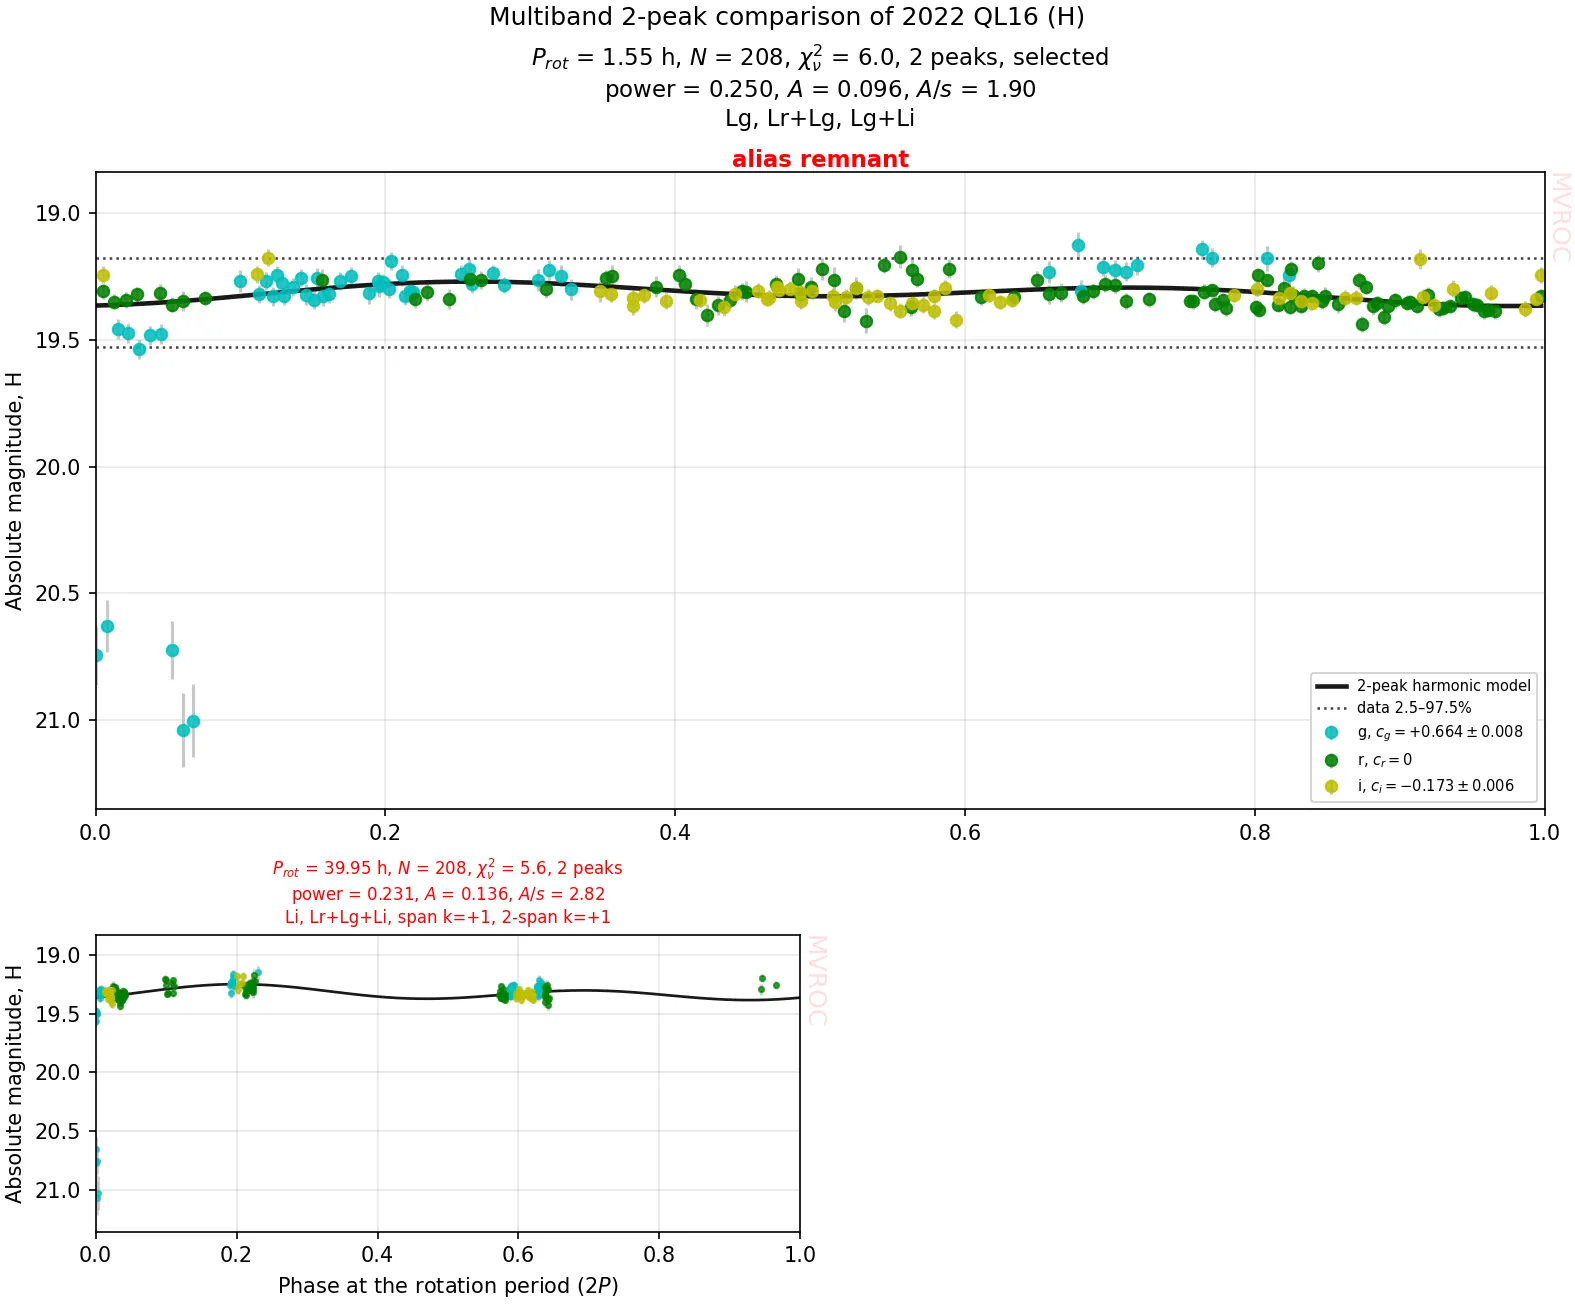 Multiband 2-peak comparison of 2022 QL16 (H)
P_rot = 1.55 h, N = 208, χ²_ν = 6.0, 2 peaks, selected
power = 0.250, A = 0.096, A/s = 1.90
Lg, Lr+Lg, Lg+Li
alias remnant
MVROC
Absolute magnitude, H
19.0
19.5
20.0
20.5
21.0
2-peak harmonic model
data 2.5–97.5%
g, c_g = +0.664 ± 0.008
r, c_r = 0
i, c_i = −0.173 ± 0.006
0.0 0.2 0.4 0.6 0.8 1.0
P_rot = 39.95 h, N = 208, χ²_ν = 5.6, 2 peaks
power = 0.231, A = 0.136, A/s = 2.82
Li, Lr+Lg+Li, span k=+1, 2-span k=+1
MVROC
Absolute magnitude, H
19.0
19.5
20.0
20.5
21.0
0.0 0.2 0.4 0.6 0.8 1.0
Phase at the rotation period (2P)